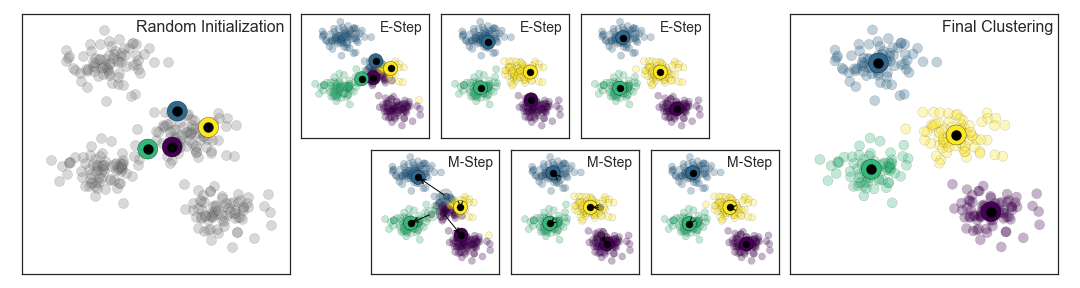 Random Initialization
E-Step
E-Step
E-Step
Final Clustering
M-Step
M-Step
M-Step